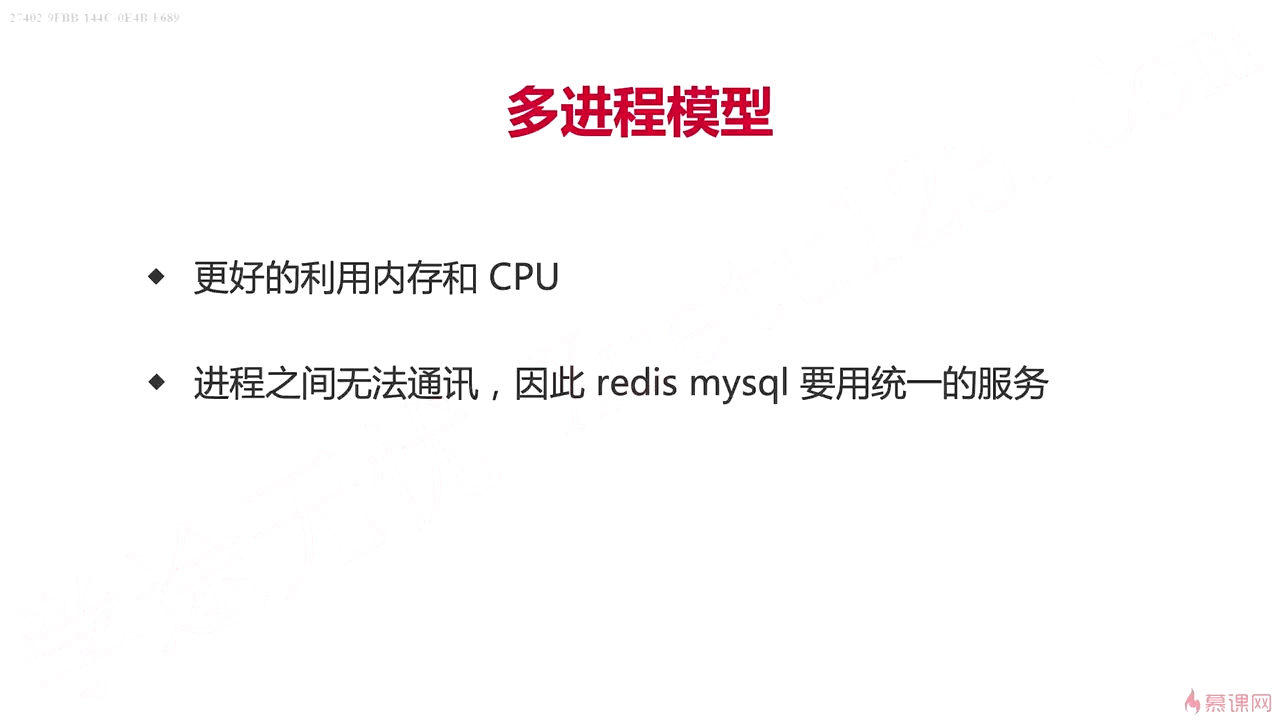 多进程模型
更好的利用内存和 CPU
进程之间无法通讯，因此 redis mysql 要用统一的服务
慕课网